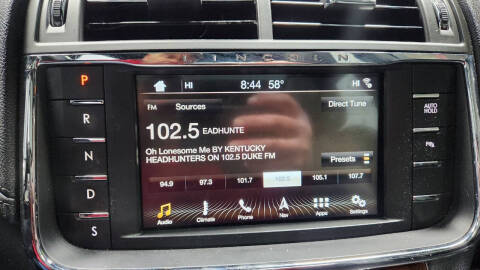 LINCOLN
P
HI 8:44 58° HI
FM Sources Direct Tune
AUTO HOLD
R
102.5 EADHUNTE
Oh Lonesome Me BY KENTUCKY
HEADHUNTERS ON 102.5 DUKE FM
N
Presets
P
94.9 97.3 101.7 102.5 105.1 107.7
D
Audio Climate Phone Nav Apps Settings
S